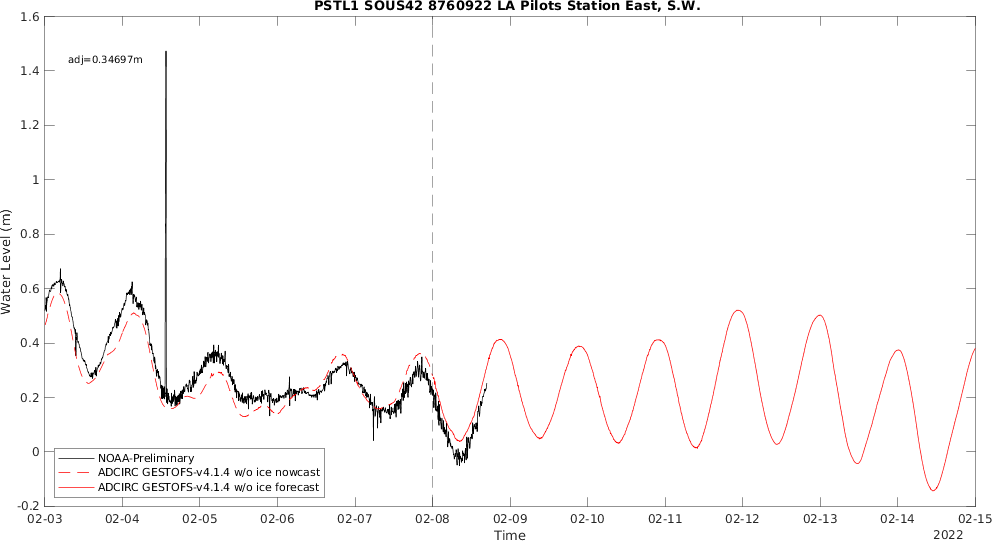 PSTL1 SOUS42 8760922 LA Pilots Station East, S.W.
1.6
1.4
1.2
1
0.8
0.6
0.4
0.2
0
-0.2
Water Level (m)
adj=0.34697m
NOAA-Preliminary
ADCIRC GESTOFS-v4.1.4 w/o ice nowcast
ADCIRC GESTOFS-v4.1.4 w/o ice forecast
02-03 02-04 02-05 02-06 02-07 02-08 02-09 02-10 02-11 02-12 02-13 02-14 02-15
Time
2022